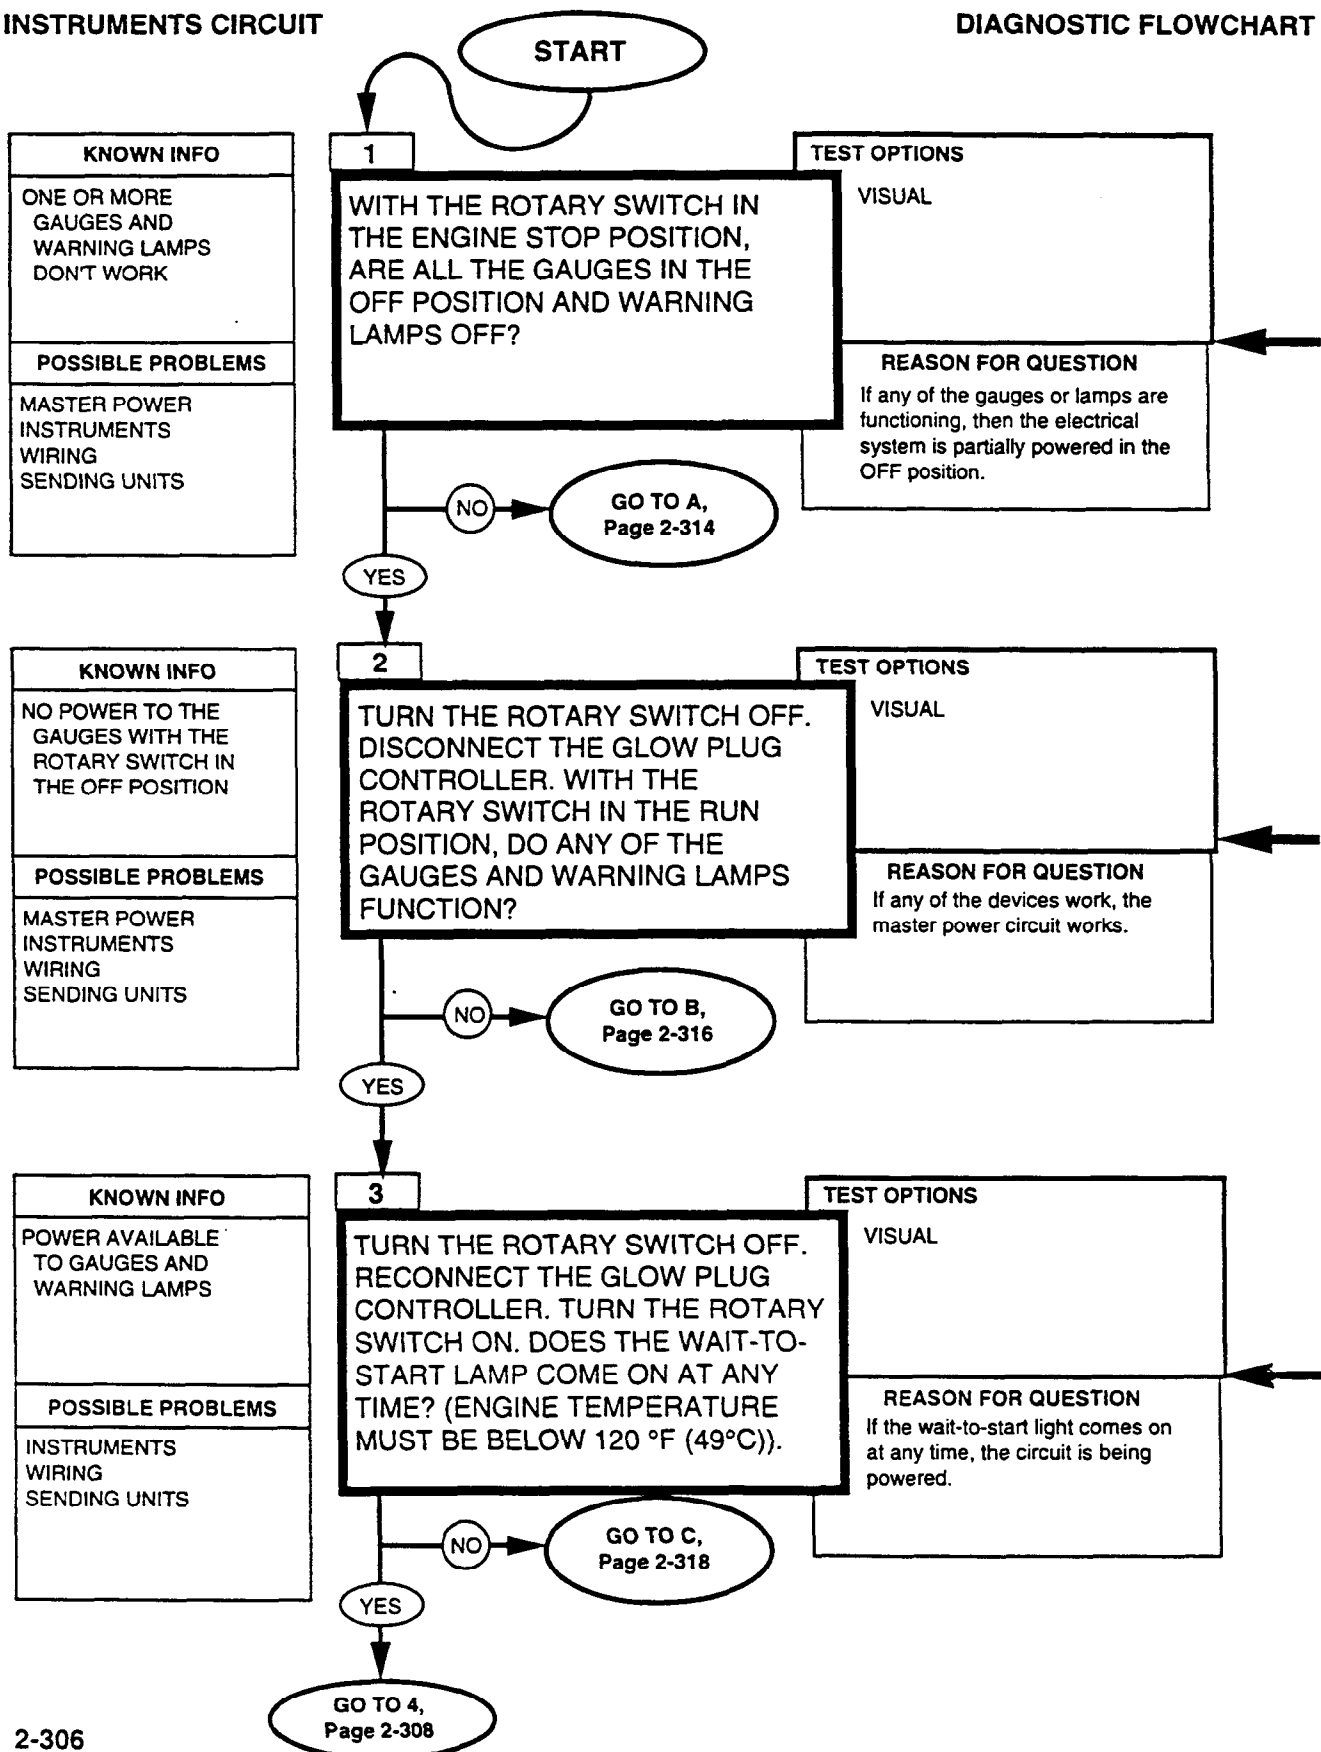 INSTRUMENTS CIRCUIT
DIAGNOSTIC FLOWCHART
START
KNOWN INFO
ONE OR MORE
GAUGES AND
WARNING LAMPS
DON'T WORK
POSSIBLE PROBLEMS
MASTER POWER
INSTRUMENTS
WIRING
SENDING UNITS
1
WITH THE ROTARY SWITCH IN
THE ENGINE STOP POSITION,
ARE ALL THE GAUGES IN THE
OFF POSITION AND WARNING
LAMPS OFF?
TEST OPTIONS
VISUAL
REASON FOR QUESTION
If any of the gauges or lamps are
functioning, then the electrical
system is partially powered in the
OFF position.
NO
GO TO A,
Page 2-314
YES
KNOWN INFO
NO POWER TO THE
GAUGES WITH THE
ROTARY SWITCH IN
THE OFF POSITION
POSSIBLE PROBLEMS
MASTER POWER
INSTRUMENTS
WIRING
SENDING UNITS
2
TURN THE ROTARY SWITCH OFF.
DISCONNECT THE GLOW PLUG
CONTROLLER. WITH THE
ROTARY SWITCH IN THE RUN
POSITION, DO ANY OF THE
GAUGES AND WARNING LAMPS
FUNCTION?
TEST OPTIONS
VISUAL
REASON FOR QUESTION
If any of the devices work, the
master power circuit works.
NO
GO TO B,
Page 2-316
YES
KNOWN INFO
POWER AVAILABLE
TO GAUGES AND
WARNING LAMPS
POSSIBLE PROBLEMS
INSTRUMENTS
WIRING
SENDING UNITS
3
TURN THE ROTARY SWITCH OFF.
RECONNECT THE GLOW PLUG
CONTROLLER. TURN THE ROTARY
SWITCH ON. DOES THE WAIT-TO-
START LAMP COME ON AT ANY
TIME? (ENGINE TEMPERATURE
MUST BE BELOW 120 °F (49°C)).
TEST OPTIONS
VISUAL
REASON FOR QUESTION
If the wait-to-start light comes on
at any time, the circuit is being
powered.
NO
GO TO C,
Page 2-318
YES
GO TO 4,
Page 2-308
2-306